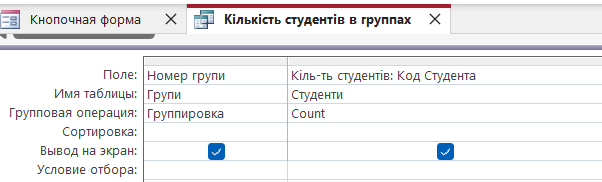 Кнопочная форма
Кількість студентів в группах
Поле: Номер групи Кіль-ть студентів: Код Студента
Имя таблицы: Групи Студенти
Групповая операция: Группировка Count
Сортировка:
Вывод на экран:
Условие отбора: